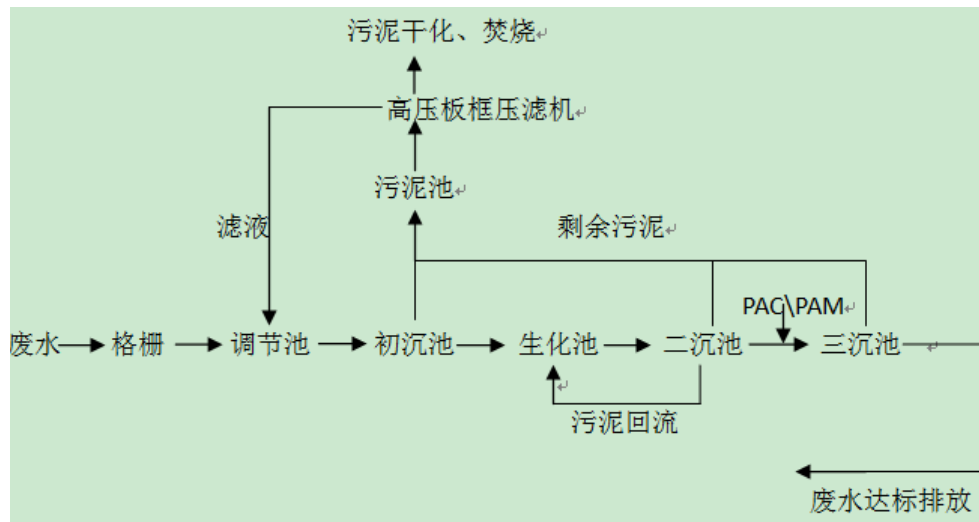 污泥干化、焚烧
高压板框压滤机
污泥池
滤液
剩余污泥
PAC\PAM
废水 格栅 调节池 初沉池 生化池 二沉池 三沉池
污泥回流
废水达标排放